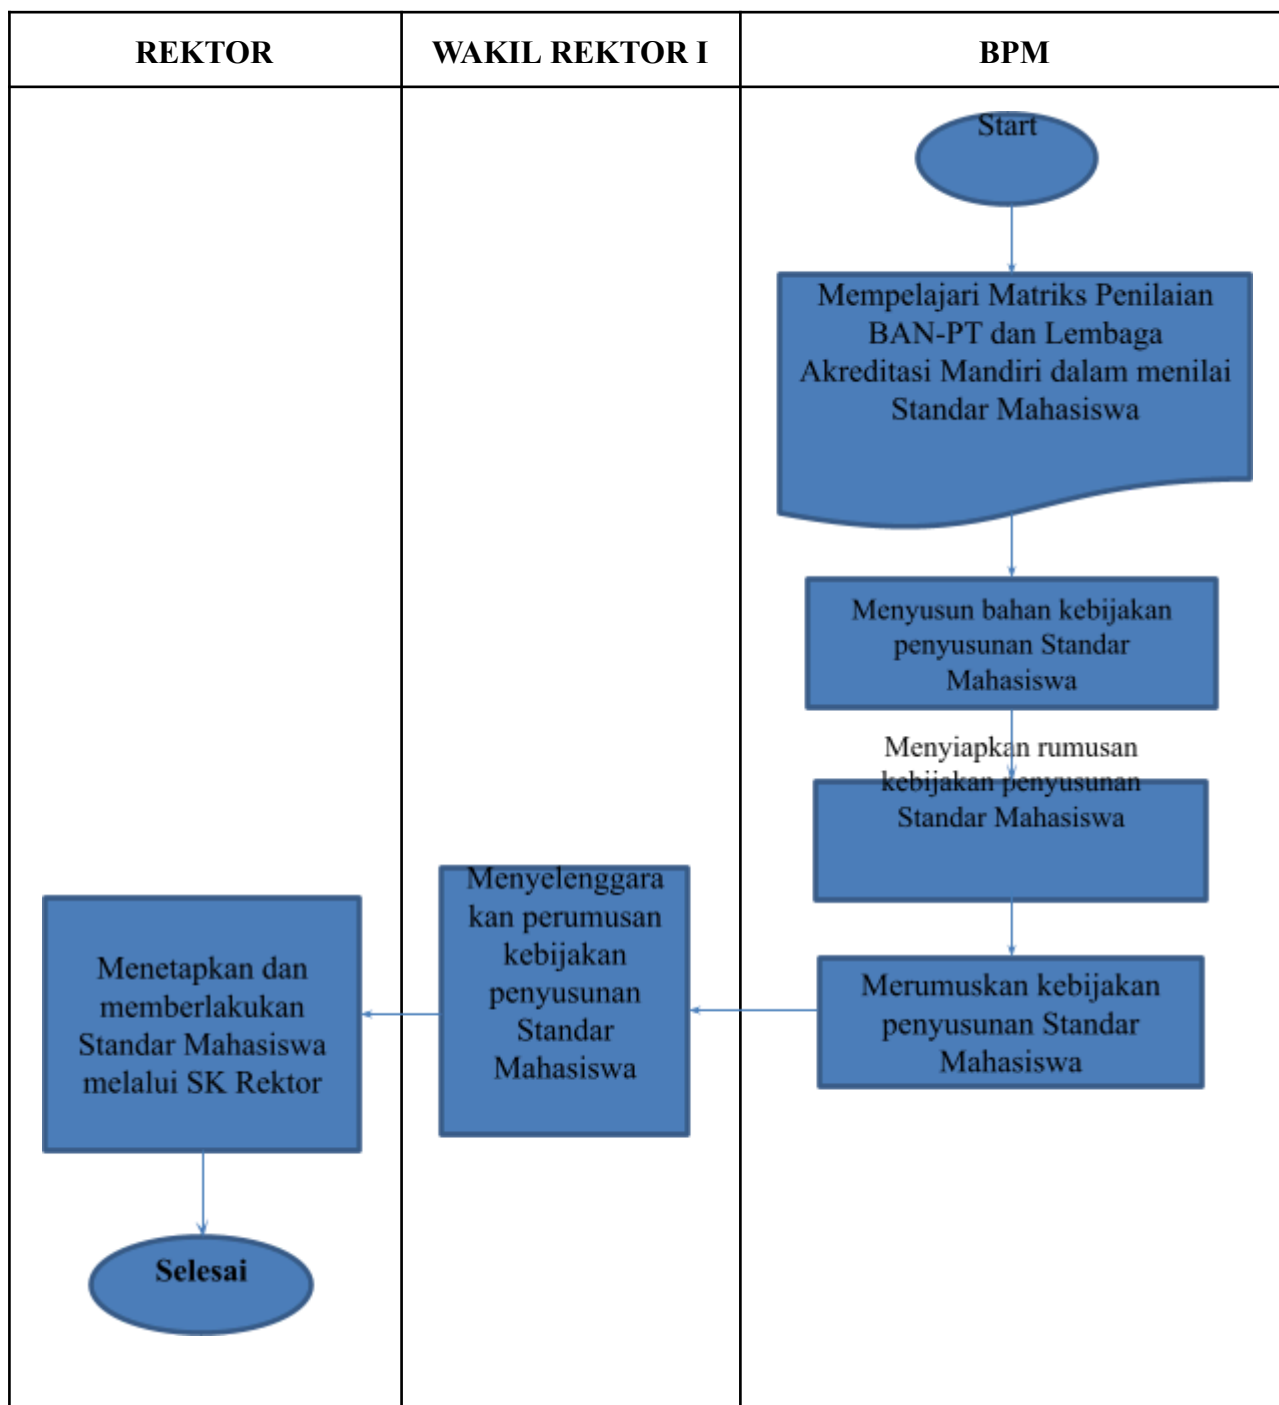 REKTOR
WAKIL REKTOR I
BPM
Start
Mempelajari Matriks Penilaian
BAN-PT dan Lembaga
Akreditasi Mandiri dalam menilai
Standar Mahasiswa
Menyusun bahan kebijakan
penyusunan Standar
Mahasiswa
Menyiapkan rumusan
kebijakan penyusunan
Standar Mahasiswa
Merumuskan kebijakan
penyusunan Standar
Mahasiswa
Menyelenggara
kan perumusan
kebijakan
penyusunan
Standar
Mahasiswa
Menetapkan dan
memberlakukan
Standar Mahasiswa
melalui SK Rektor
Selesai